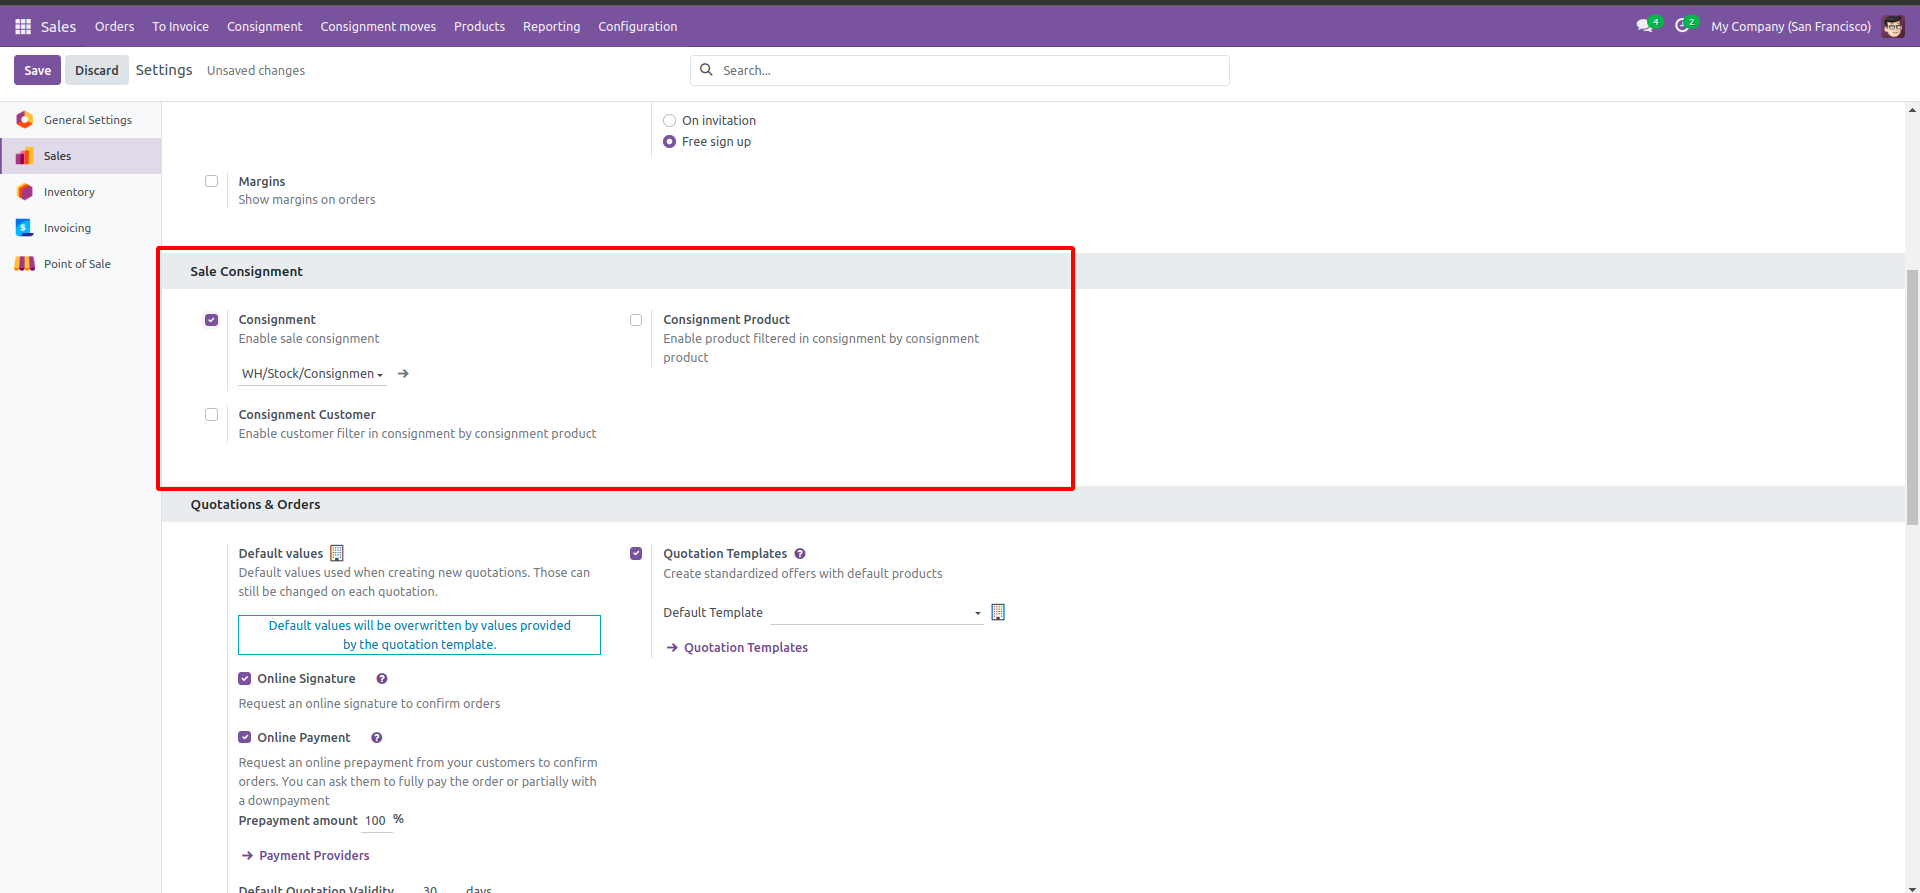 Sales Orders To Invoice Consignment Consignment moves Products Reporting Configuration 4 2 My Company (San Francisco)
Save Discard Settings Unsaved changes Search...
General Settings
Sales
Inventory
Invoicing
Point of Sale
On invitation
Free sign up
Margins
Show margins on orders
Sale Consignment
Consignment
Enable sale consignment
WH/Stock/Consignmen
Consignment Product
Enable product filtered in consignment by consignment
product
Consignment Customer
Enable customer filter in consignment by consignment product
Quotations & Orders
Default values
Default values used when creating new quotations. Those can
still be changed on each quotation.
Default values will be overwritten by values provided
by the quotation template.
Online Signature ?
Request an online signature to confirm orders
Online Payment ?
Request an online prepayment from your customers to confirm
orders. You can ask them to fully pay the order or partially with
a downpayment
Prepayment amount 100 %
→ Payment Providers
Default Quotation Validity 30 days
Quotation Templates ?
Create standardized offers with default products
Default Template
→ Quotation Templates